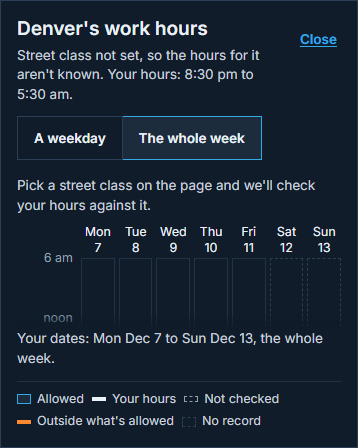 Denver's work hours
Close
Street class not set, so the hours for it
aren't known. Your hours: 8:30 pm to
5:30 am.
A weekday
The whole week
Pick a street class on the page and we'll check
your hours against it.
Mon Tue Wed Thu Fri Sat Sun
7 8 9 10 11 12 13
6 am
noon
Your dates: Mon Dec 7 to Sun Dec 13, the whole
week.
Allowed Your hours Not checked
Outside what's allowed No record